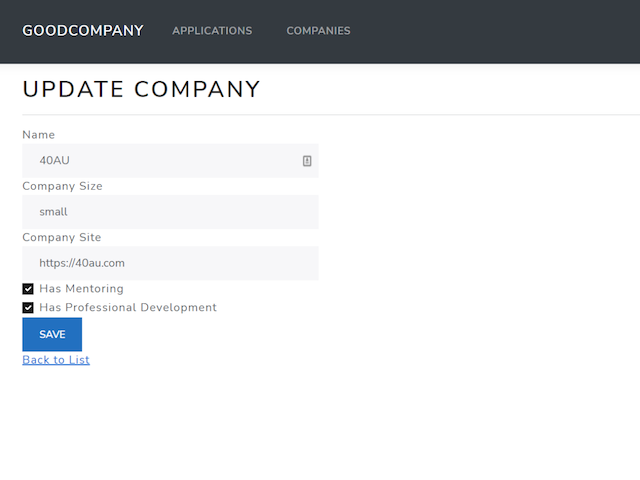 GOODCOMPANY APPLICATIONS COMPANIES
UPDATE COMPANY
Name
40AU
Company Size
small
Company Site
https://40au.com
Has Mentoring
Has Professional Development
SAVE
Back to List